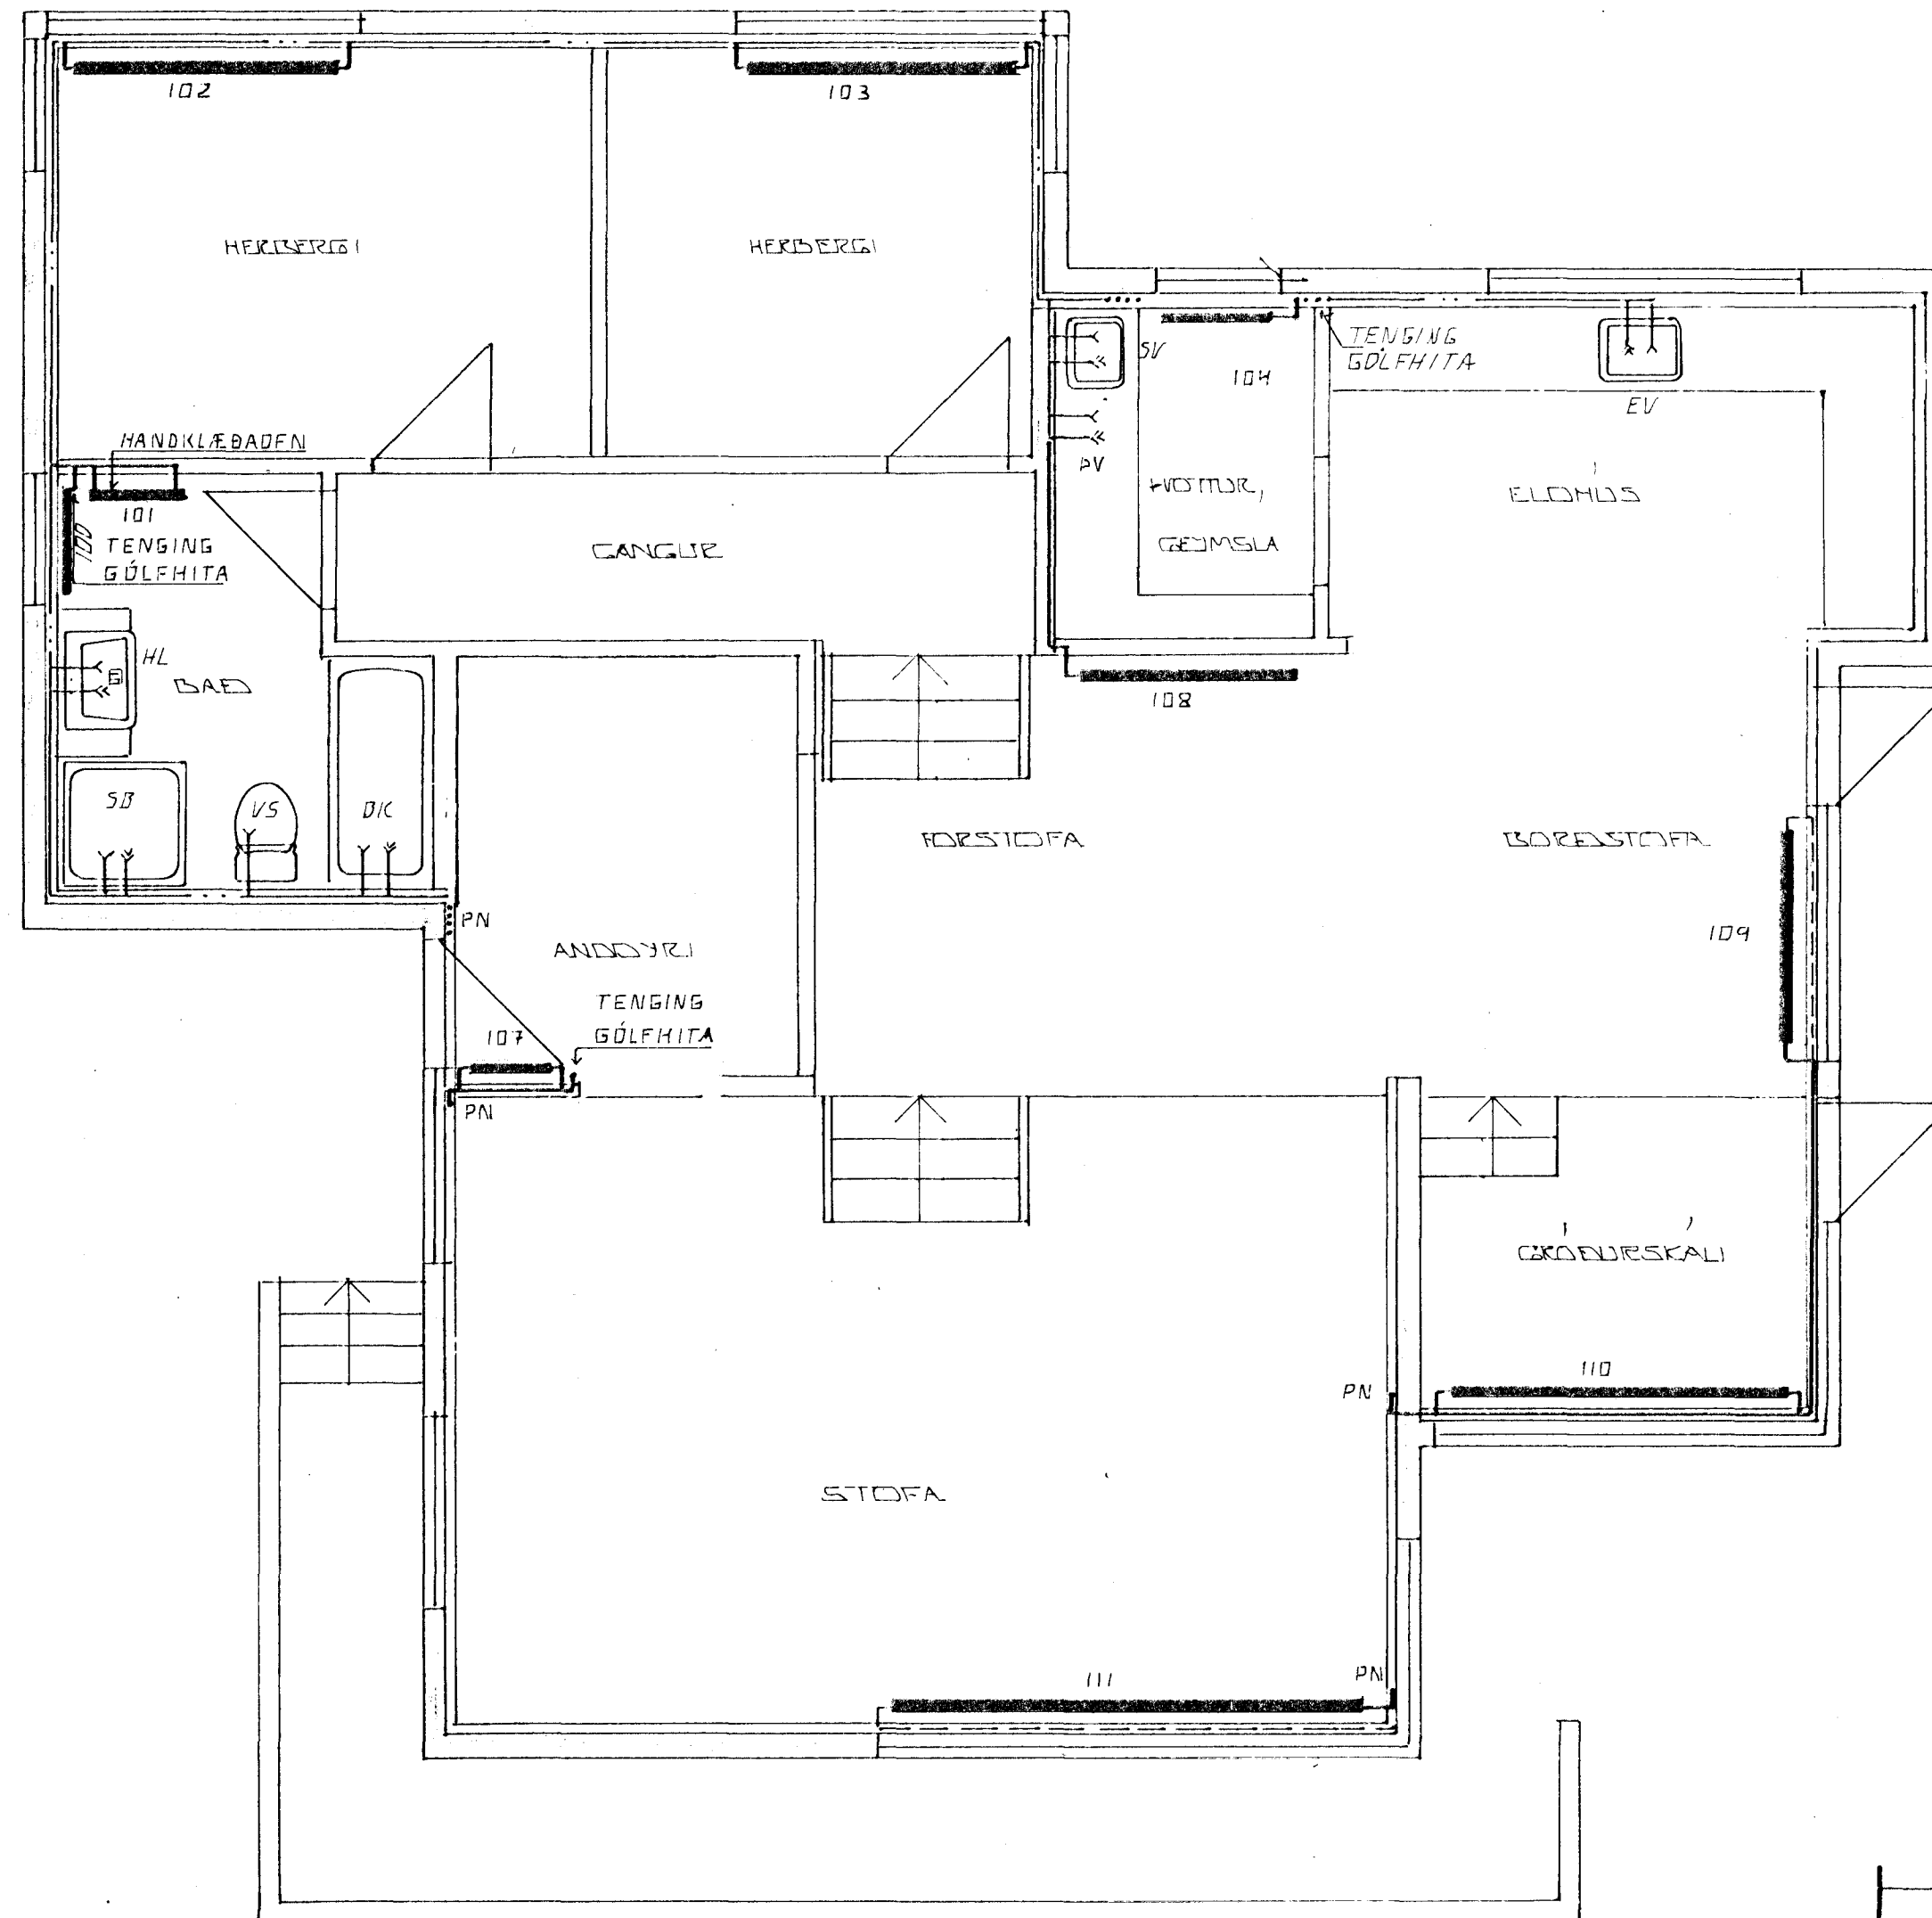 102
103
HERBERGI
HERBERGI
TENGING
GÓLFHITA
SV
104
EV
HANDKLÆÐAOFN
ÞV
ÞVOTTUR,
GEYMSLA
ELDHÚS
101
100
TENGING
GÓLFHITA
GANGUR
HL
BAÐ
108
SB
VS
BK
FORSTOFA
BORÐSTOFA
PN
109
ANDDYRI
TENGING
GÓLFHITA
107
PN
GRÓÐURSKÁLI
110
PN
STOFA
111
PN